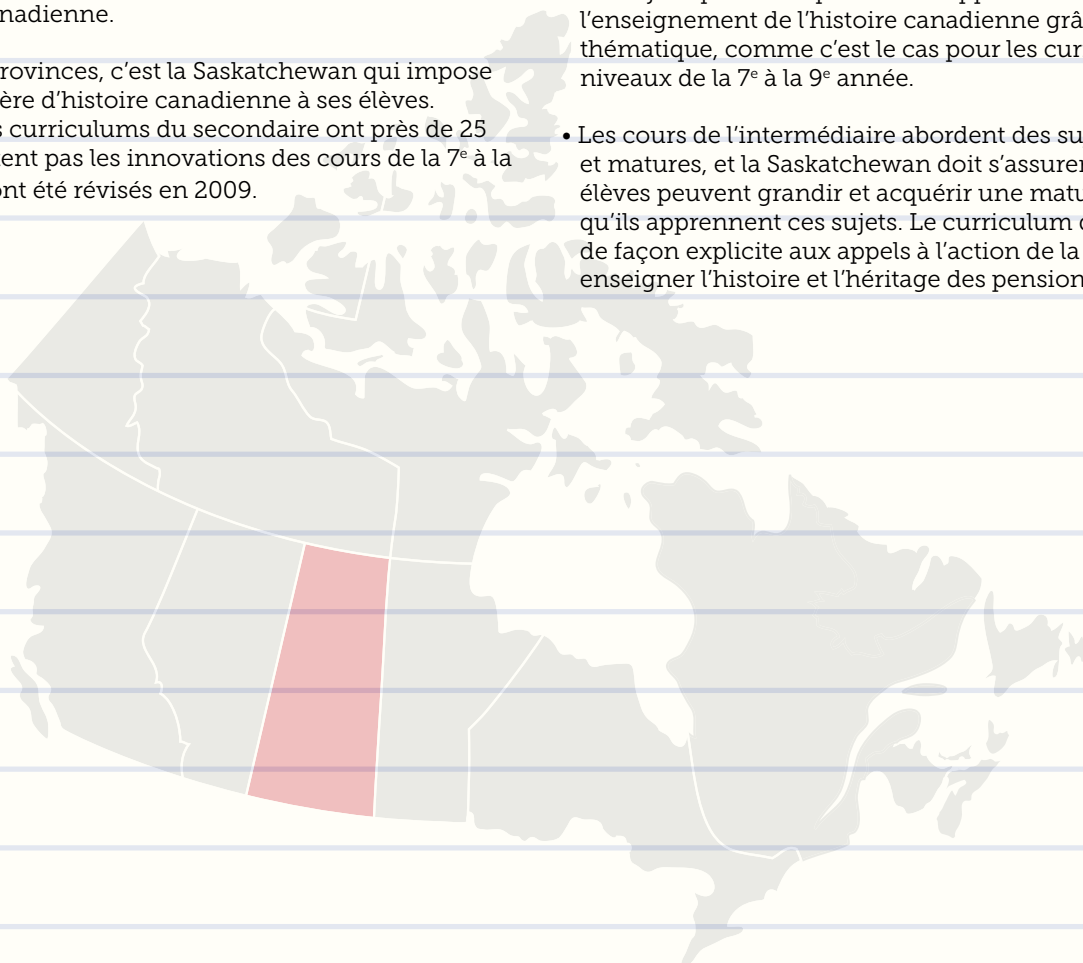 nadienne.
rovinces, c’est la Saskatchewan qui impose
ère d’histoire canadienne à ses élèves.
s curriculums du secondaire ont près de 25
tent pas les innovations des cours de la 7ᵉ à la
ont été révisés en 2009.
l’enseignement de l’histoire canadienne grâ
thématique, comme c’est le cas pour les cur
niveaux de la 7ᵉ à la 9ᵉ année.
• Les cours de l’intermédiaire abordent des su
et matures, et la Saskatchewan doit s’assurer
élèves peuvent grandir et acquérir une matu
qu’ils apprennent ces sujets. Le curriculum d
de façon explicite aux appels à l’action de la
enseigner l’histoire et l’héritage des pension